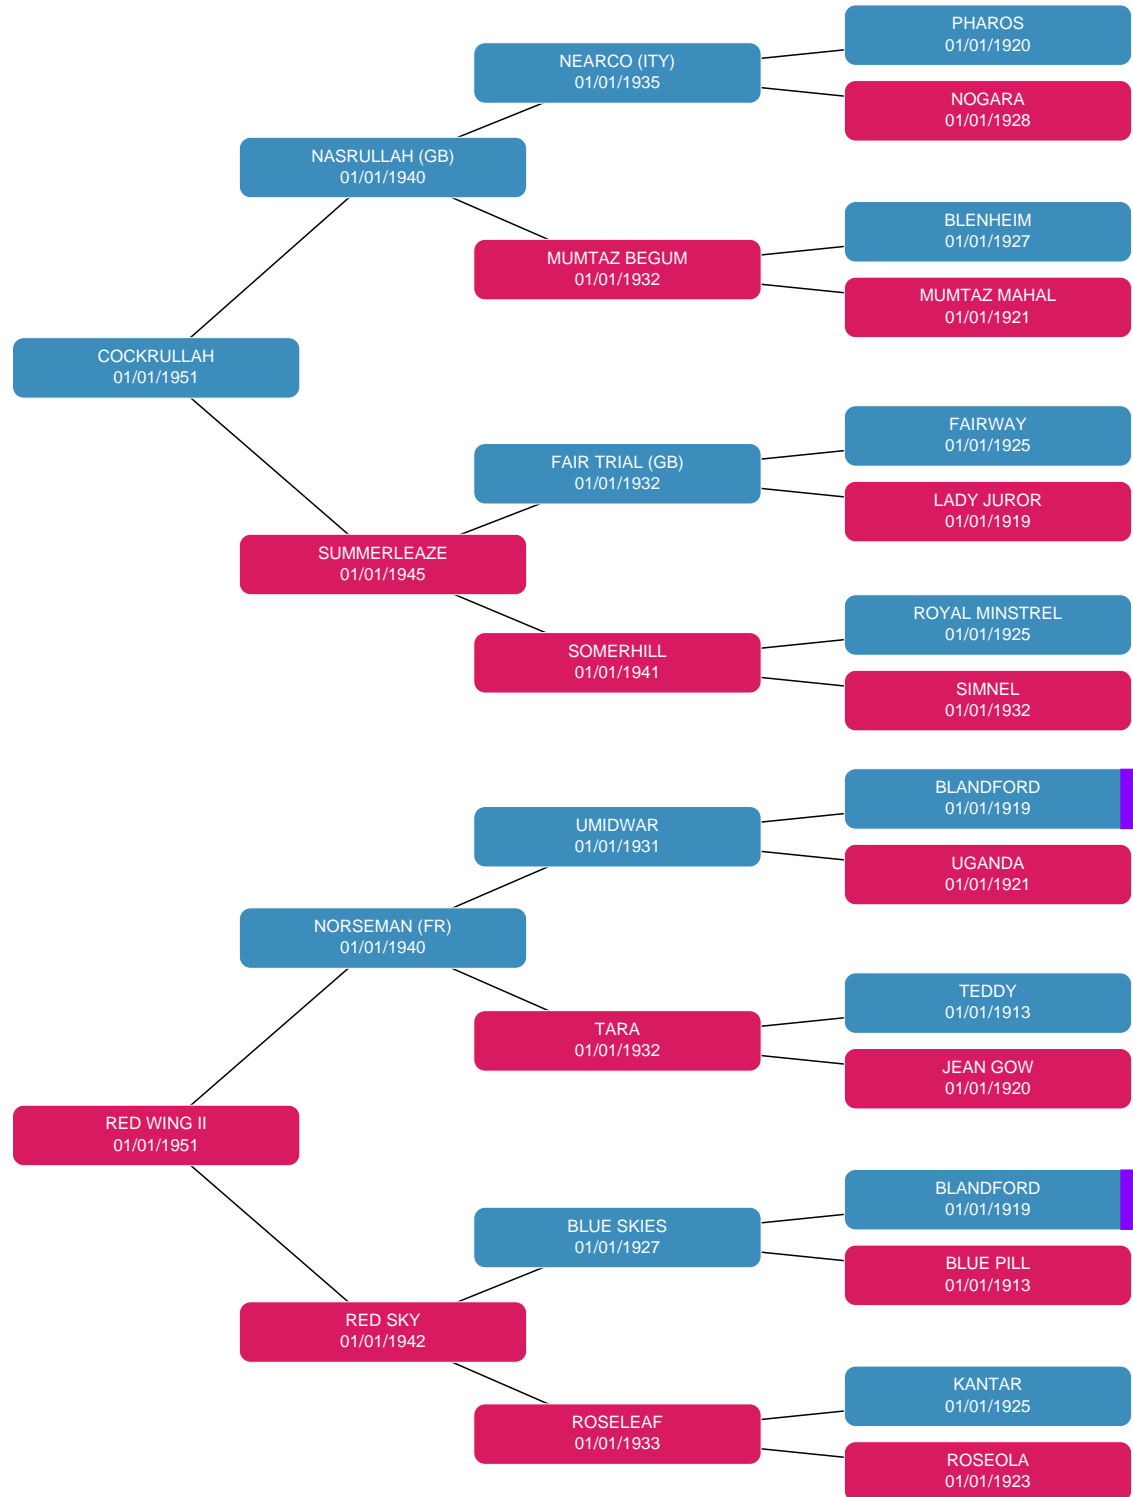 PHAROS
01/01/1920
NEARCO (ITY)
01/01/1935
NOGARA
01/01/1928
NASRULLAH (GB)
01/01/1940
BLENHEIM
01/01/1927
MUMTAZ BEGUM
01/01/1932
MUMTAZ MAHAL
01/01/1921
COCKRULLAH
01/01/1951
FAIRWAY
01/01/1925
FAIR TRIAL (GB)
01/01/1932
LADY JUROR
01/01/1919
SUMMERLEAZE
01/01/1945
ROYAL MINSTREL
01/01/1925
SOMERHILL
01/01/1941
SIMNEL
01/01/1932
BLANDFORD
01/01/1919
UMIDWAR
01/01/1931
UGANDA
01/01/1921
NORSEMAN (FR)
01/01/1940
TEDDY
01/01/1913
TARA
01/01/1932
JEAN GOW
01/01/1920
RED WING II
01/01/1951
BLANDFORD
01/01/1919
BLUE SKIES
01/01/1927
BLUE PILL
01/01/1913
RED SKY
01/01/1942
KANTAR
01/01/1925
ROSELEAF
01/01/1933
ROSEOLA
01/01/1923